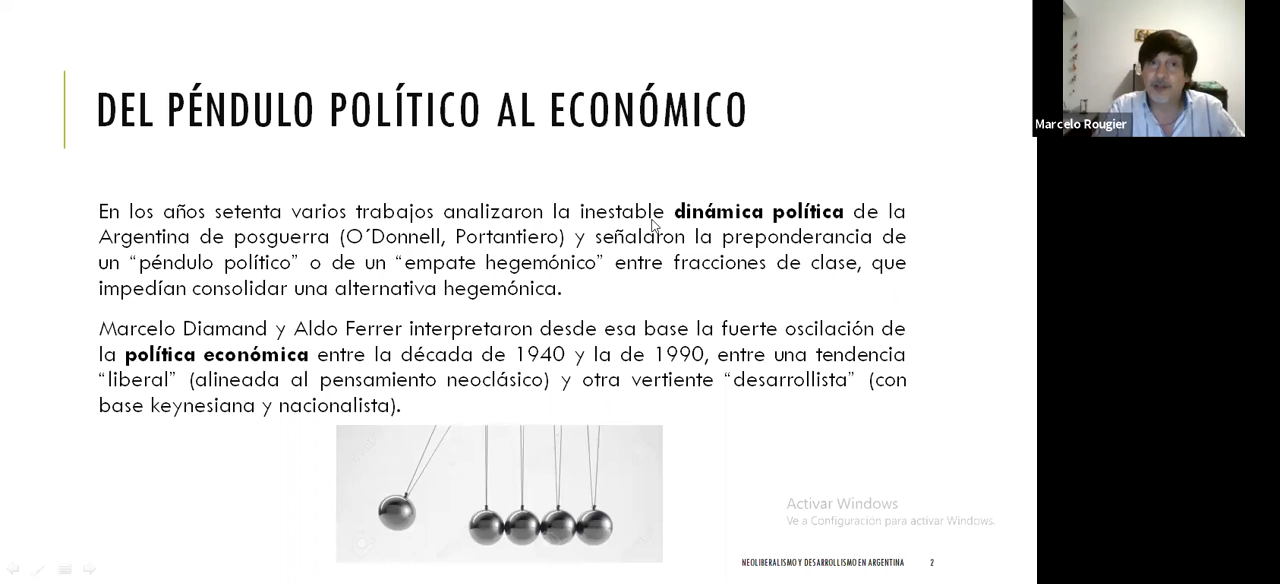 DEL PÉNDULO POLÍTICO AL ECONÓMICO
En los años setenta varios trabajos analizaron la inestable dinámica política de la
Argentina de posguerra (O´Donnell, Portantiero) y señalaron la preponderancia de
un “péndulo político” o de un “empate hegemónico” entre fracciones de clase, que
impedían consolidar una alternativa hegemónica.
Marcelo Diamand y Aldo Ferrer interpretaron desde esa base la fuerte oscilación de
la política económica entre la década de 1940 y la de 1990, entre una tendencia
“liberal” (alineada al pensamiento neoclásico) y otra vertiente “desarrollista” (con
base keynesiana y nacionalista).
Activar Windows
Ve a Configuración para activar Windows.
NEOLIBERALISMO Y DESARROLLISMO EN ARGENTINA 2
Marcelo Rougier